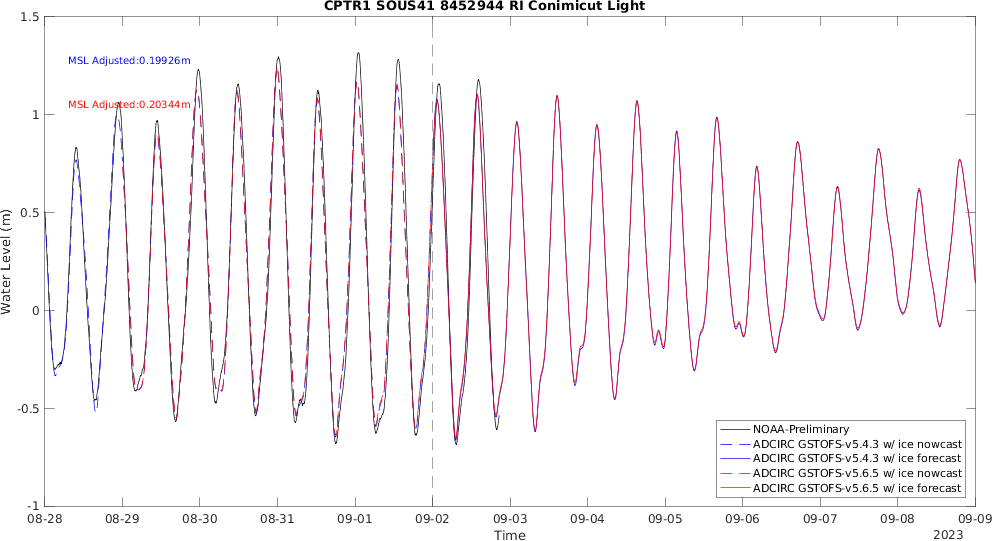 CPTR1 SOUS41 8452944 RI Conimicut Light
1.5
1
0.5
0
-0.5
-1
Water Level (m)
MSL Adjusted:0.19926m
MSL Adjusted:0.20344m
NOAA-Preliminary
ADCIRC GSTOFS-v5.4.3 w/ ice nowcast
ADCIRC GSTOFS-v5.4.3 w/ ice forecast
ADCIRC GSTOFS-v5.6.5 w/ ice nowcast
ADCIRC GSTOFS-v5.6.5 w/ ice forecast
08-28 08-29 08-30 08-31 09-01 09-02 09-03 09-04 09-05 09-06 09-07 09-08 09-09
Time
2023